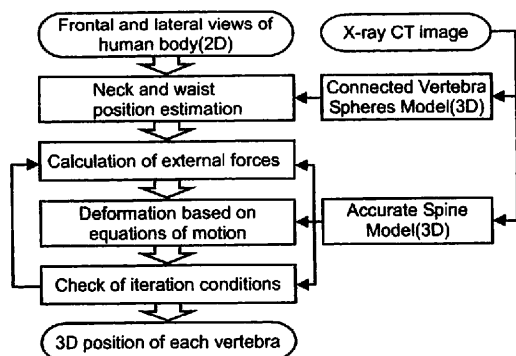 Frontal and lateral views of
human body(2D)
X-ray CT image
Neck and waist
position estimation
Connected Vertebra
Spheres Model(3D)
Calculation of external forces
Deformation based on
equations of motion
Accurate Spine
Model(3D)
Check of iteration conditions
3D position of each vertebra